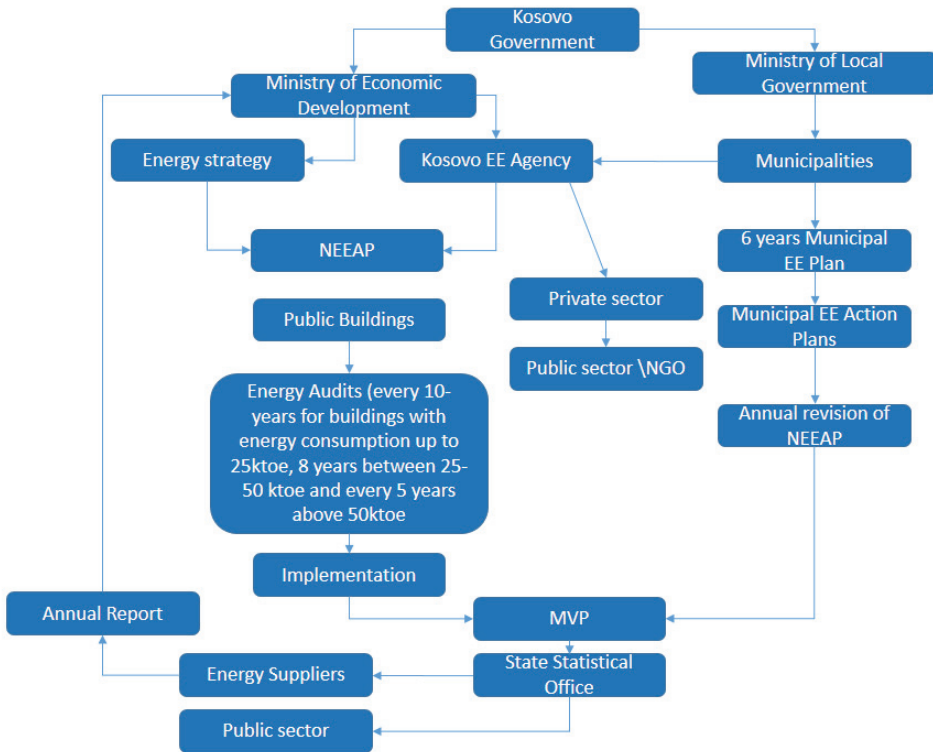 Kosovo
Government
Ministry of Economic
Development
Ministry of Local
Government
Energy strategy
Kosovo EE Agency
Municipalities
NEEAP
6 years Municipal
EE Plan
Private sector
Public Buildings
Municipal EE Action
Plans
Public sector \NGO
Energy Audits (every 10-
years for buildings with
energy consumption up to
25ktoe, 8 years between 25-
50 ktoe and every 5 years
above 50ktoe
Annual revision of
NEEAP
Implementation
Annual Report
MVP
Energy Suppliers
State Statistical
Office
Public sector